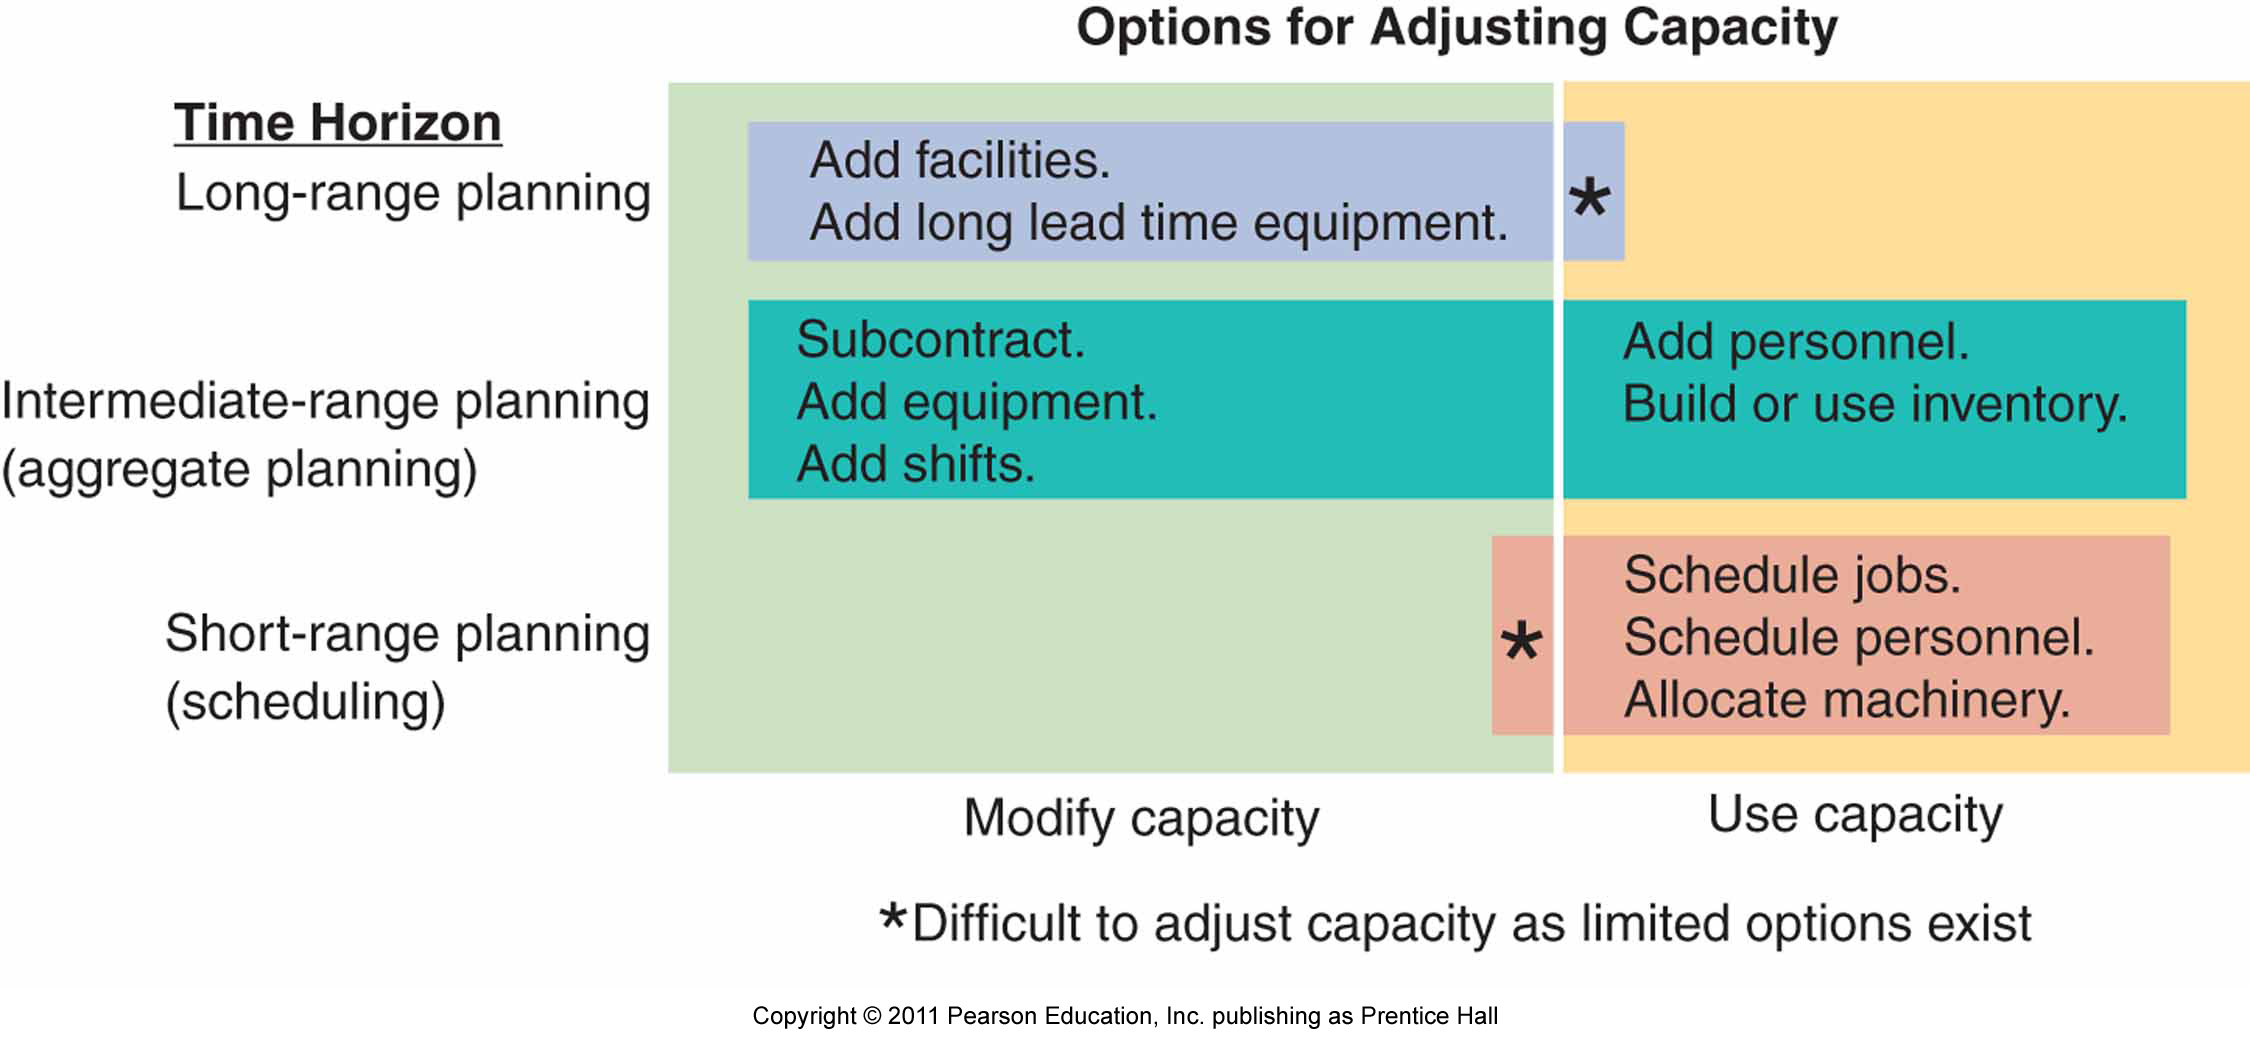 Options for Adjusting Capacity
Time Horizon
Long-range planning
Add facilities.
Add long lead time equipment.
*
Intermediate-range planning
(aggregate planning)
Subcontract.
Add equipment.
Add shifts.
Add personnel.
Build or use inventory.
Short-range planning
(scheduling)
*
Schedule jobs.
Schedule personnel.
Allocate machinery.
Modify capacity
Use capacity
*Difficult to adjust capacity as limited options exist
Copyright © 2011 Pearson Education, Inc. publishing as Prentice Hall